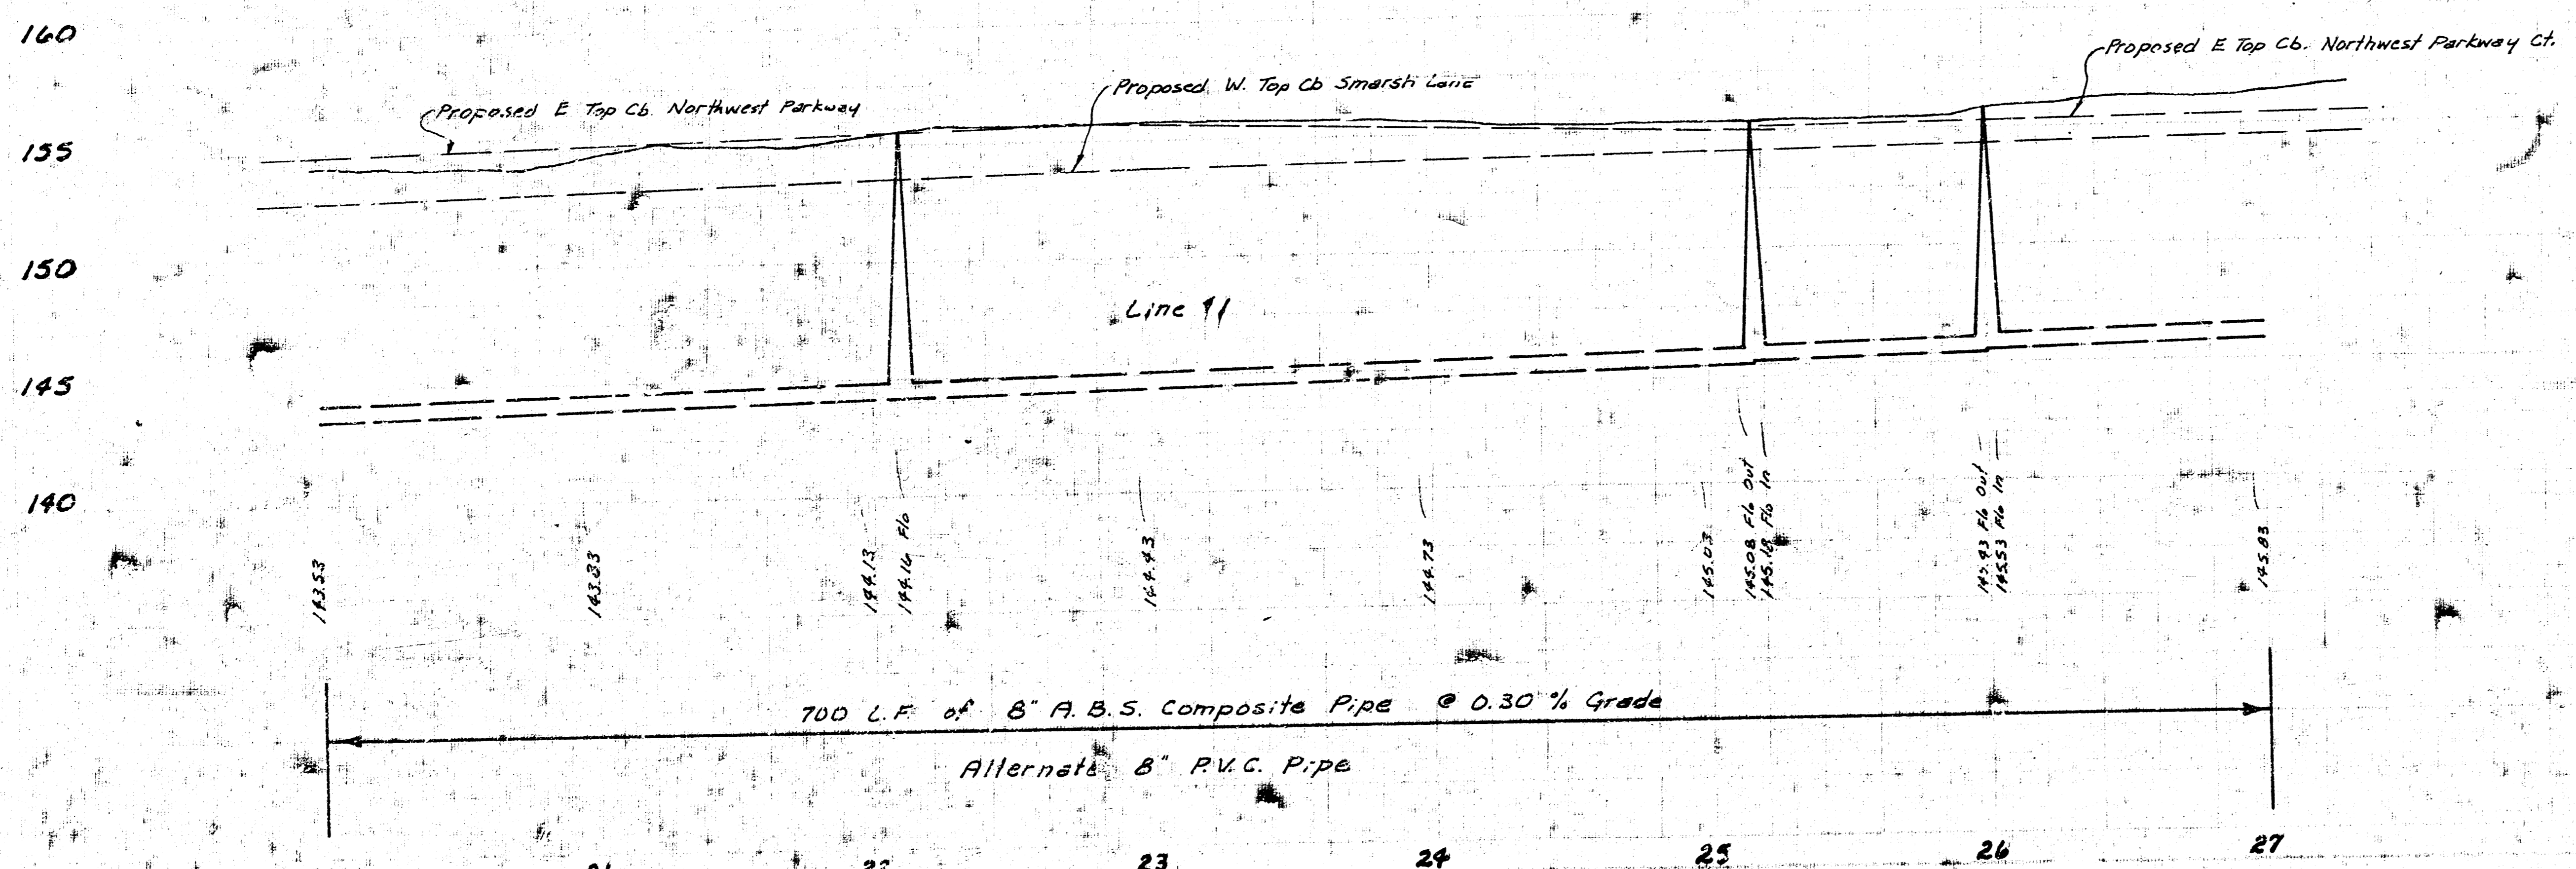 160
Proposed E Top Cb. Northwest Parkway Ct.
Proposed W. Top Cb Smarsh Lane
Proposed E Top Cb. Northwest Parkway
155
150
Line 11
145
140
143.53
143.83
144.13
144.16 Flo
144.43
144.73
145.03
145.08 Flo Out
145.18 Flo In
145.43 Flo Out
145.53 Flo In
145.83
700 L.F. of 8" A.B.S. Composite Pipe @ 0.30 % Grade
Alternate 8" P.V.C. Pipe
23
24
25
26
27